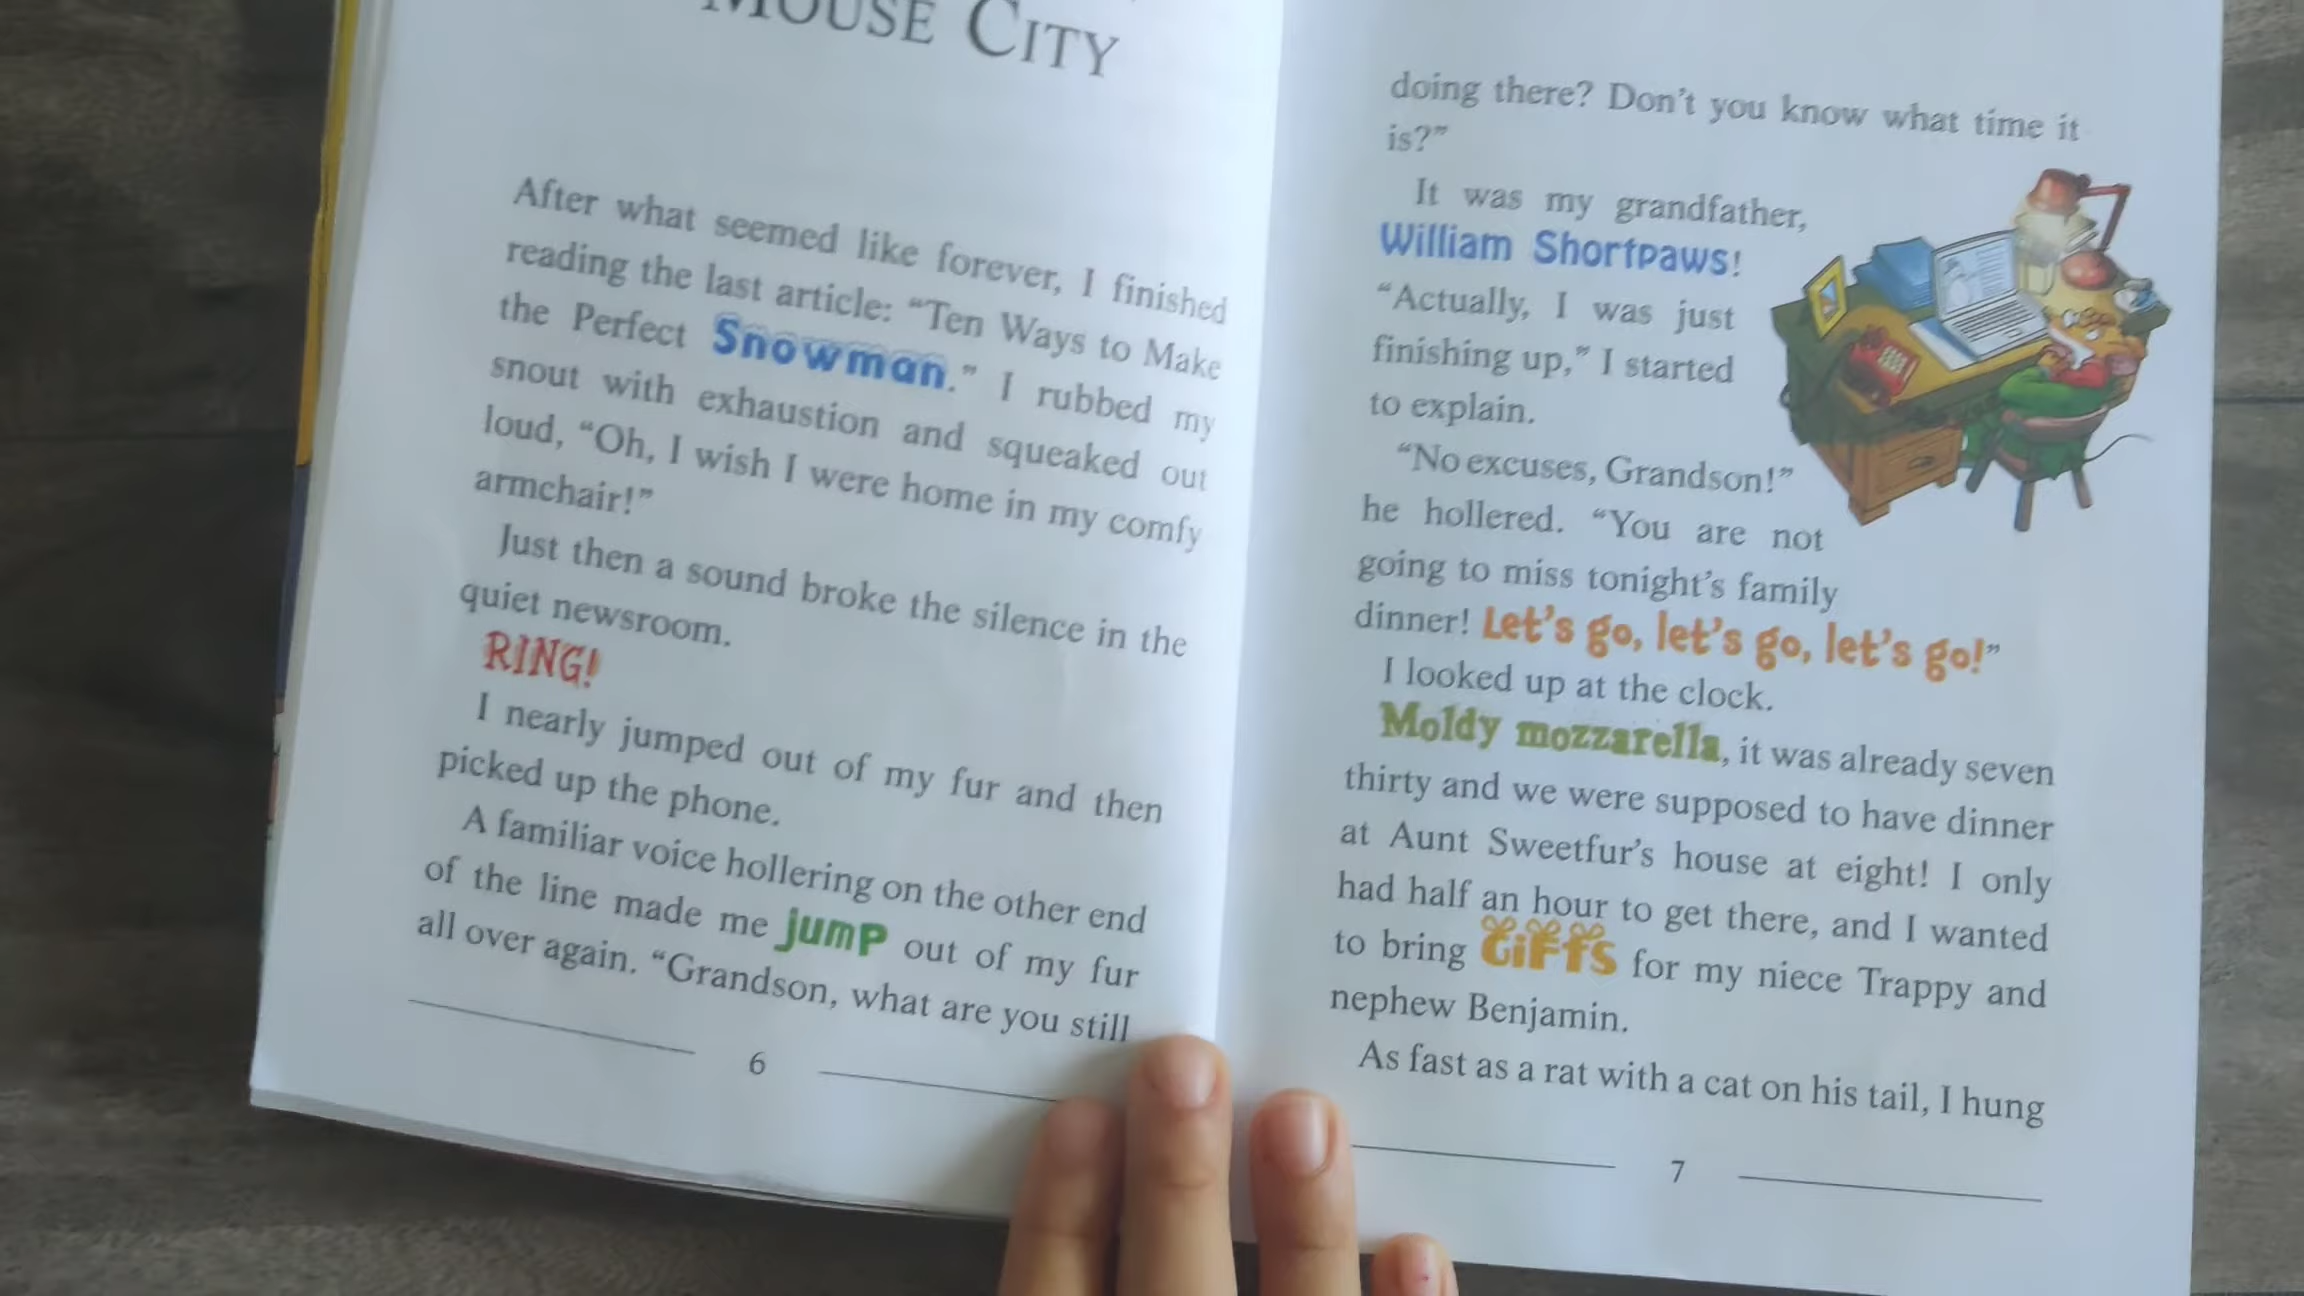 MOUSE CITY
After what seemed like forever, I finished
reading the last article: “Ten Ways to Make
the Perfect Snowman.” I rubbed my
snout with exhaustion and squeaked out
loud, “Oh, I wish I were home in my comfy
armchair!”
Just then a sound broke the silence in the
quiet newsroom.
RING!
I nearly jumped out of my fur and then
picked up the phone.
A familiar voice hollering on the other end
of the line made me jump out of my fur
all over again. “Grandson, what are you still
6
doing there? Don’t you know what time it
is?”
It was my grandfather,
William Shortpaws!
“Actually, I was just
finishing up,” I started
to explain.
“No excuses, Grandson!”
he hollered. “You are not
going to miss tonight’s family
dinner! Let’s go, let’s go, let’s go!”
I looked up at the clock.
Moldy mozzarella, it was already seven
thirty and we were supposed to have dinner
at Aunt Sweetfur’s house at eight! I only
had half an hour to get there, and I wanted
to bring GiFtS for my niece Trappy and
nephew Benjamin.
As fast as a rat with a cat on his tail, I hung
7